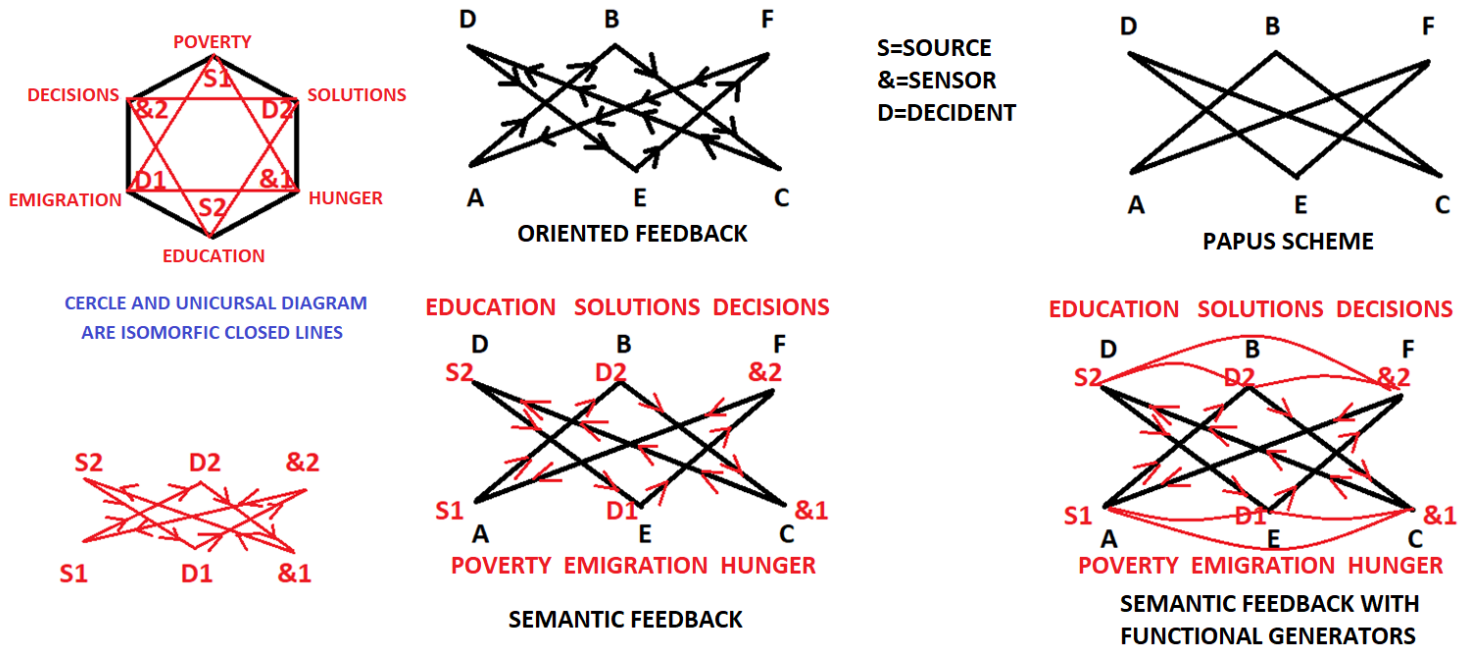 POVERTY
S1
DECISIONS
&2
D2
SOLUTIONS
EMIGRATION
D1
&1
HUNGER
S2
EDUCATION
CERCLE AND UNICURSAL DIAGRAM
ARE ISOMORFIC CLOSED LINES
S2 D2 &2
S1 D1 &1
D B F
A E C
ORIENTED FEEDBACK
S=SOURCE
&=SENSOR
D=DECIDENT
D B F
A E C
PAPUS SCHEME
EDUCATION SOLUTIONS DECISIONS
D B F
S2 D2 &2
S1 D1 &1
A E C
POVERTY EMIGRATION HUNGER
SEMANTIC FEEDBACK
EDUCATION SOLUTIONS DECISIONS
D B F
S2 D2 &2
S1 D1 &1
A E C
POVERTY EMIGRATION HUNGER
SEMANTIC FEEDBACK WITH
FUNCTIONAL GENERATORS